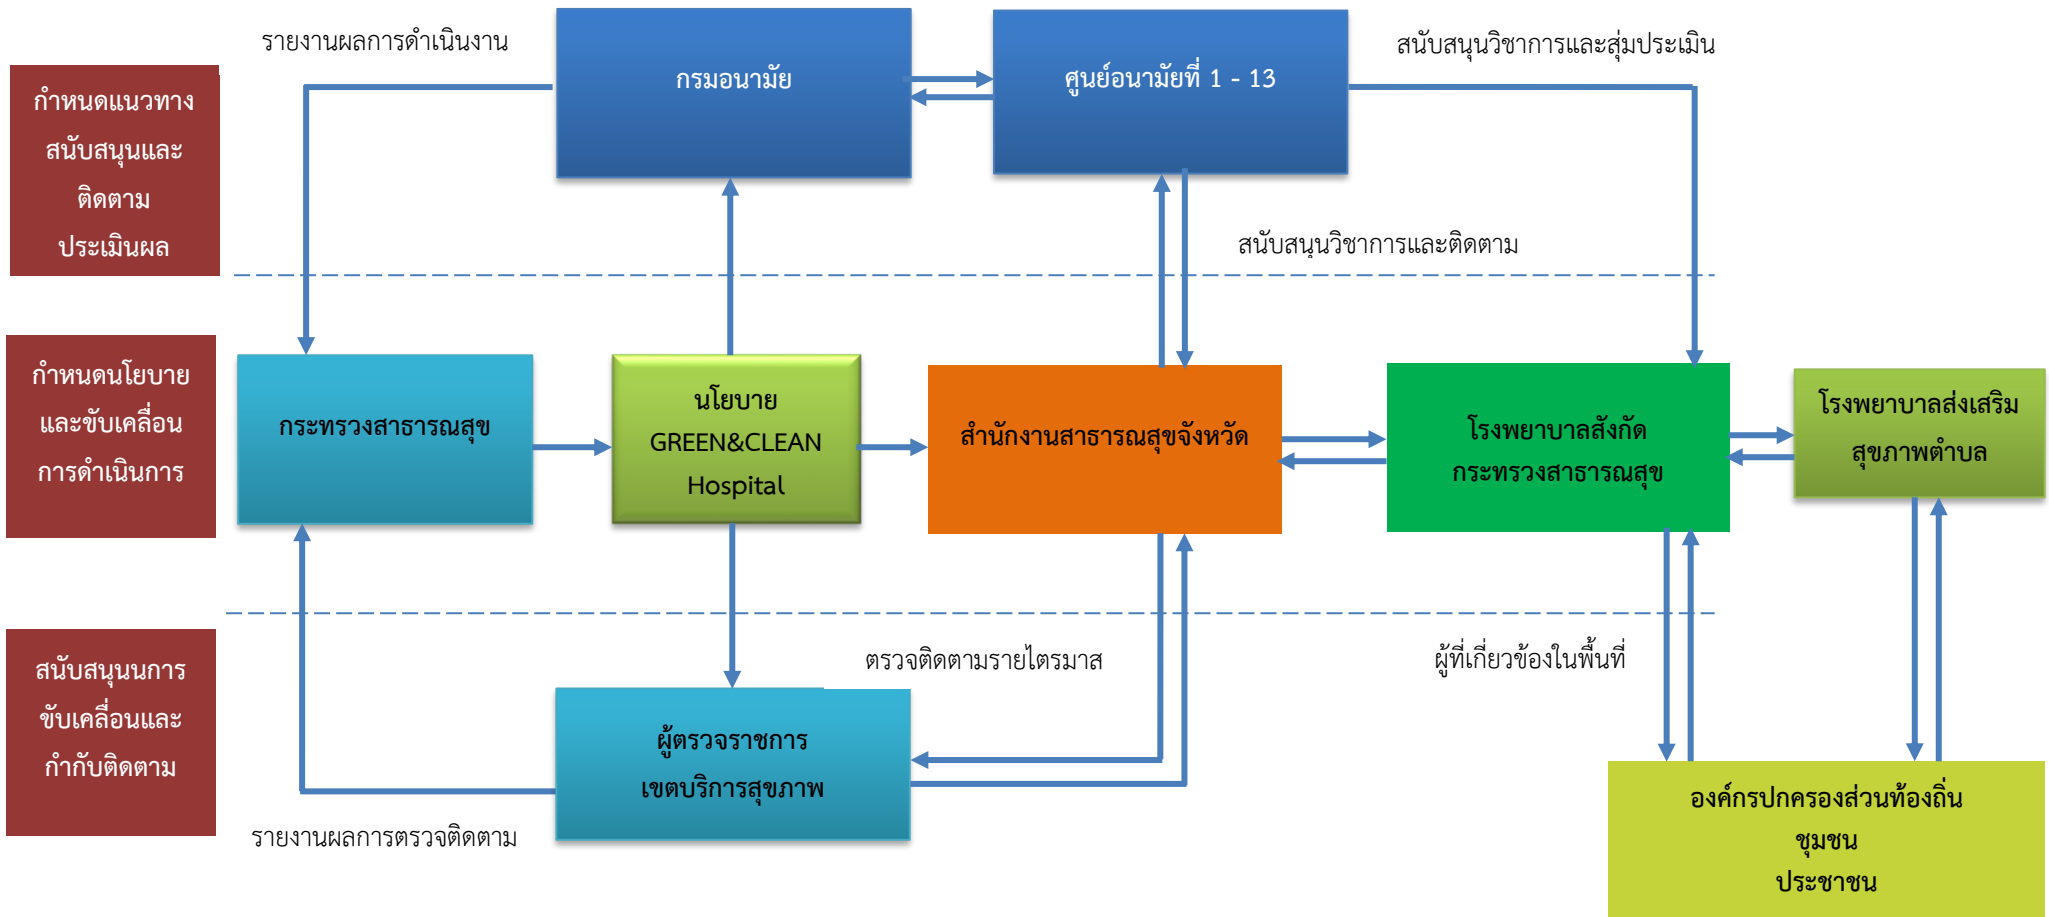 รายงานผลการดำเนินงาน
กรมอนามัย
ศูนย์อนามัยที่ 1 - 13
สนับสนุนวิชาการและสุ่มประเมิน
กำหนดแนวทาง
สนับสนุนและ
ติดตาม
ประเมินผล
สนับสนุนวิชาการและติดตาม
กำหนดนโยบาย
และขับเคลื่อน
การดำเนินการ
กระทรวงสาธารณสุข
นโยบาย
GREEN&CLEAN
Hospital
สำนักงานสาธารณสุขจังหวัด
โรงพยาบาลสังกัด
กระทรวงสาธารณสุข
โรงพยาบาลส่งเสริม
สุขภาพตำบล
สนับสนุนนการ
ขับเคลื่อนและ
กำกับติดตาม
ตรวจติดตามรายไตรมาส
ผู้ที่เกี่ยวข้องในพื้นที่
ผู้ตรวจราชการ
เขตบริการสุขภาพ
รายงานผลการตรวจติดตาม
องค์กรปกครองส่วนท้องถิ่น
ชุมชน
ประชาชน